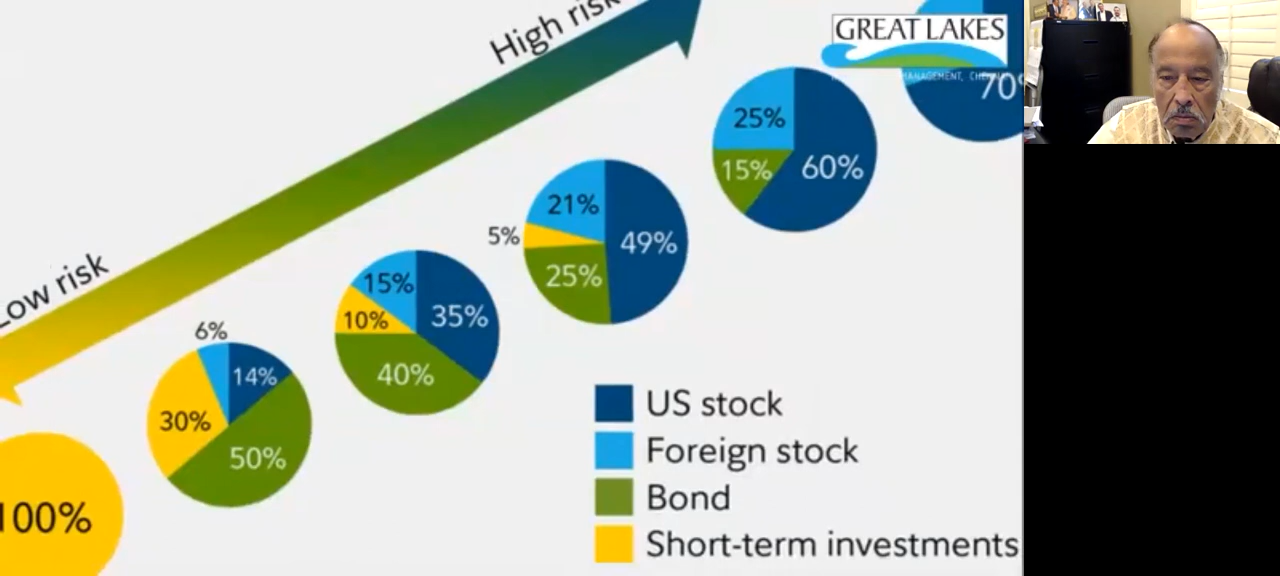 High risk
GREAT LAKES
MANAGEMENT,
70%
25%
60%
15%
21%
5%
49%
25%
Low risk
15%
10%
35%
40%
6%
14%
30%
50%
100%
US stock
Foreign stock
Bond
Short-term investments